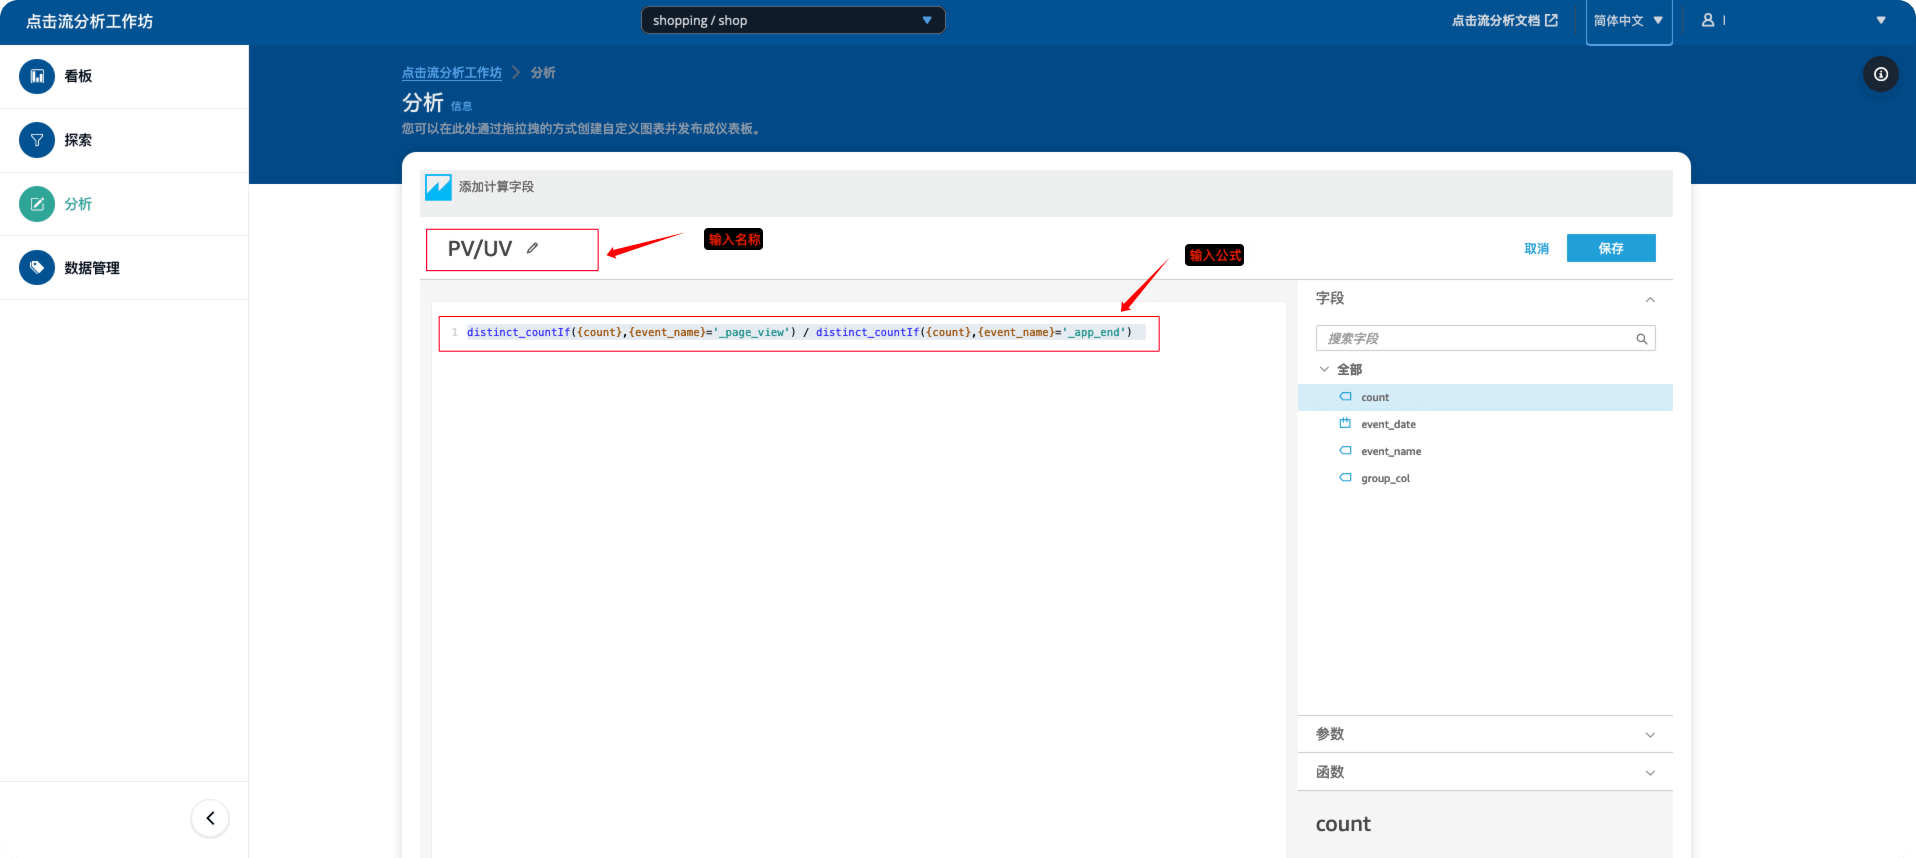 点击流分析工作坊
shopping / shop
点击流分析文档
简体中文
看板
探索
分析
数据管理
点击流分析工作坊 > 分析
分析 信息
您可以在此处通过拖拉拽的方式创建自定义图表并发布成仪表板。
添加计算字段
PV/UV
输入名称
输入公式
取消
保存
1 distinct_countIf({count},{event_name}='_page_view') / distinct_countIf({count},{event_name}='_app_end')
字段
搜索字段
全部
count
event_date
event_name
group_col
参数
函数
count